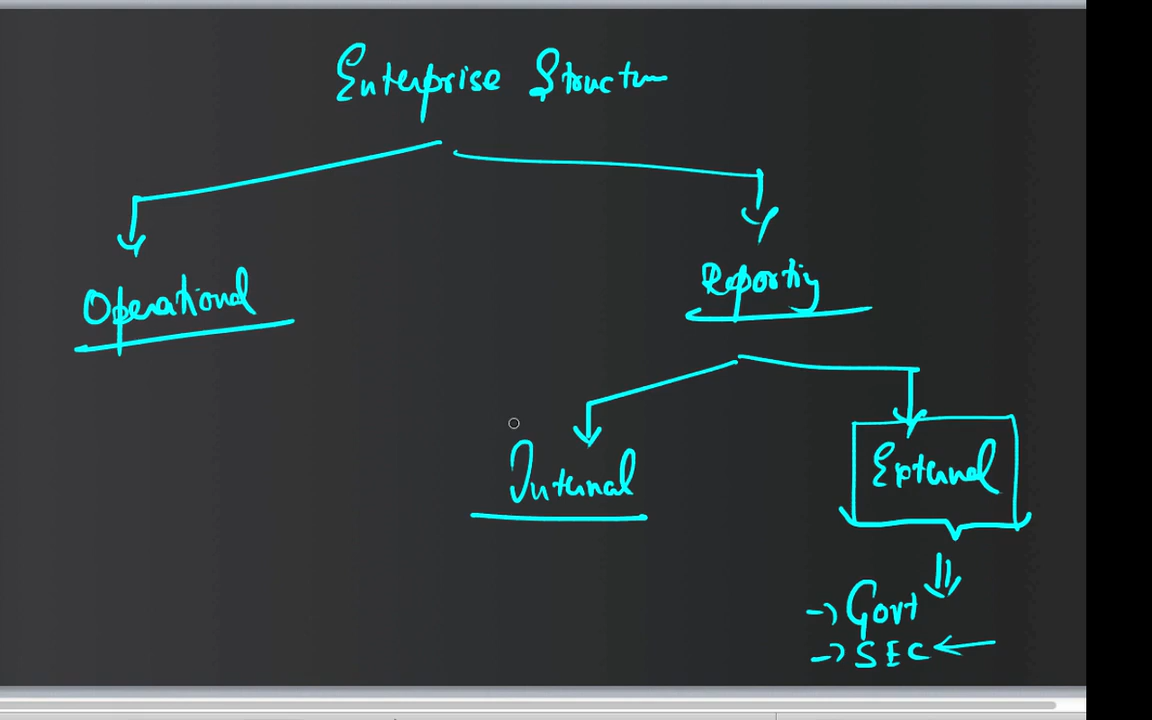 Enterprise Structure
Operational
Reporting
Internal
External
-> Govt
-> SEC